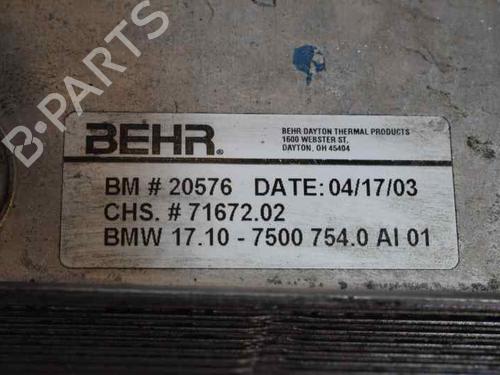 BEHR®
BEHR DAYTON THERMAL PRODUCTS
1600 WEBSTER ST,
DAYTON, OH 45404
BM # 20576 DATE: 04/17/03
CHS. # 71672.02
BMW 17.10 - 7500 754.0 AI 01
B-PARTS
B-PARTS